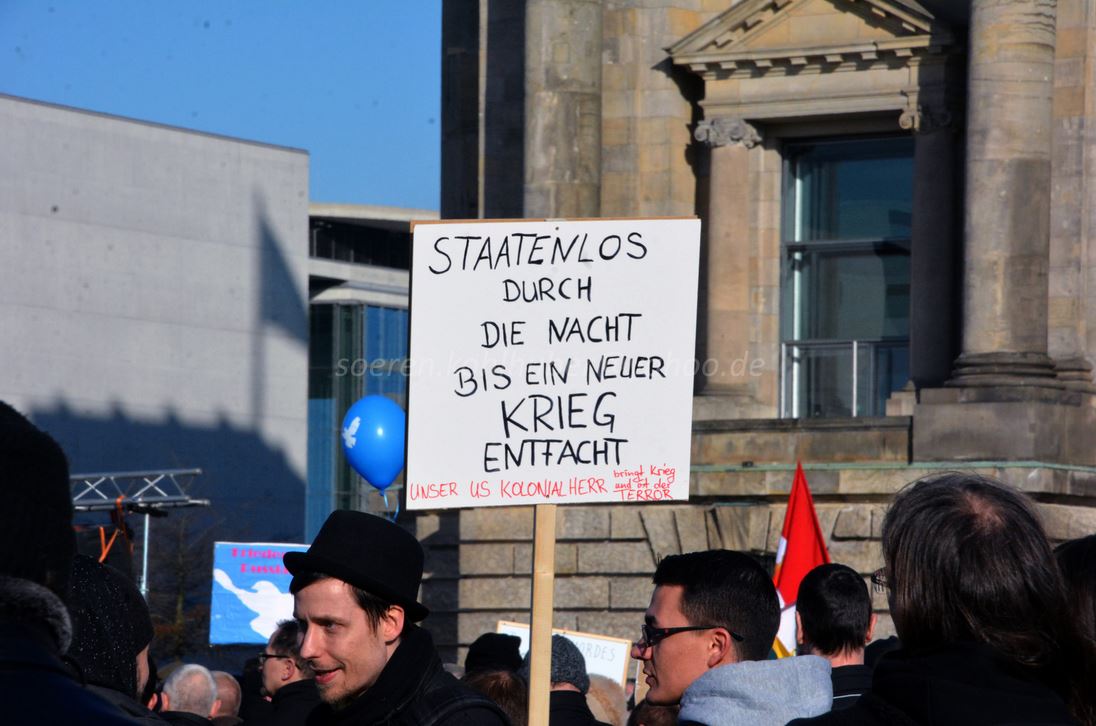 STAATENLOS
DURCH
DIE NACHT
BIS EIN NEUER
KRIEG
ENTFACHT
UNSER US KOLONIALHERR
bringt Krieg
und ist der
TERROR